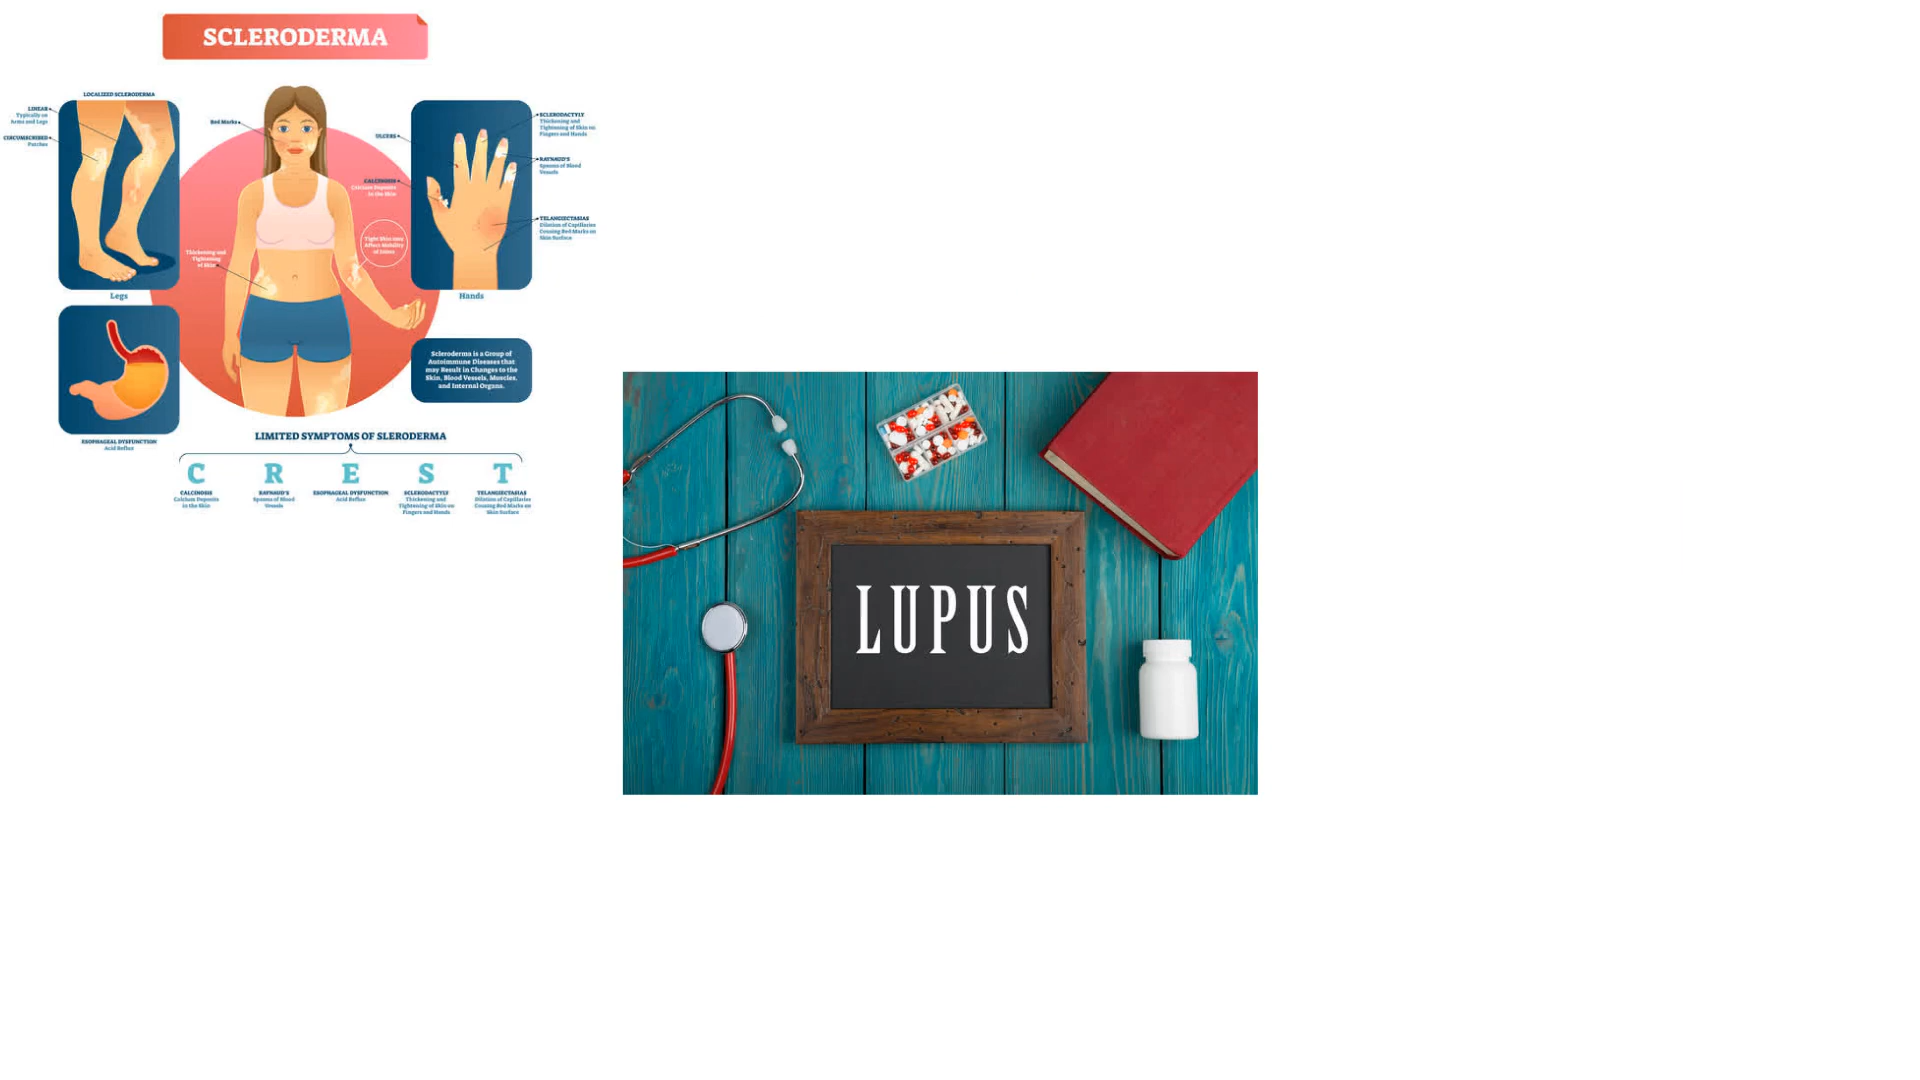 SCLERODERMA
LOCALIZED SCLERODERMA
LINEAR
Typically on
Arms and Legs
CIRCUMSCRIBED
Patches
Legs
Red Marks
ULCERS
CALCINOSIS
Calcium Deposits
In the Skin
Tight Skin may
Affect Mobility
of Joints
Thickening and
Tightening
of Skin
SCLERODACTYLY
Thickening and
Tightening of Skin on
Fingers and Hands
RAYNAUD'S
Spasms of Blood
Vessels
TELANGIECTASIAS
Dilation of Capillaries
Causing Red Marks on
Skin Surface
Hands
Scleroderma is a Group of
Autoimmune Diseases that
may Result in Changes to the
Skin, Blood Vessels, Muscles,
and Internal Organs.
ESOPHAGEAL DYSFUNCTION
Acid Reflux
LIMITED SYMPTOMS OF SLERODERMA
C R E S T
CALCINOSIS
Calcium Deposits
in the Skin
RAYNAUD'S
Spasms of Blood
Vessels
ESOPHAGEAL DYSFUNCTION
Acid Reflux
SCLERODACTYLY
Thickening and
Tightening of Skin on
Fingers and Hands
TELANGIECTASIAS
Dilation of Capillaries
Causing Red Marks on
Skin Surface
LUPUS